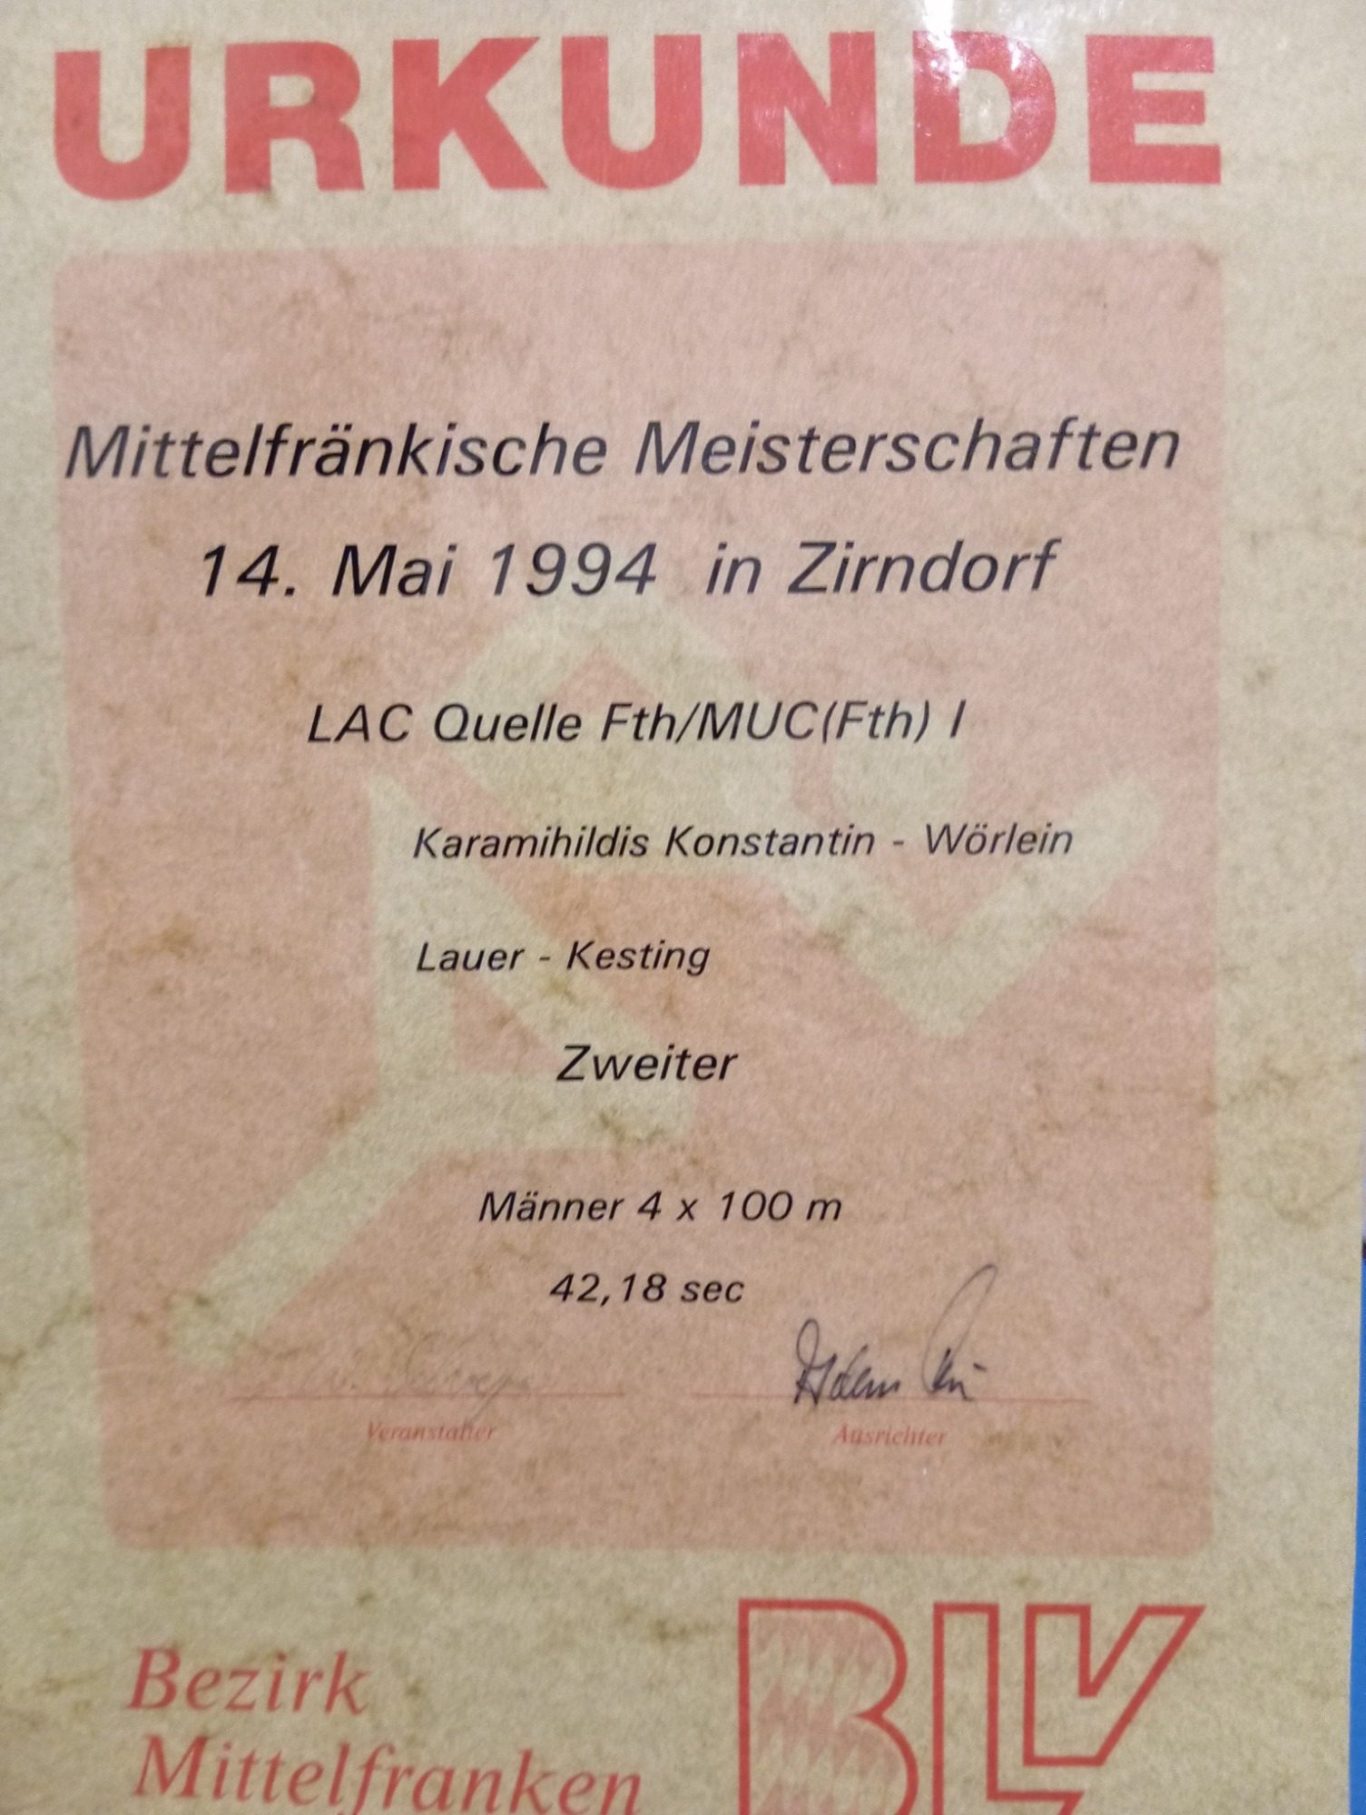 URKUNDE
Mittelfränkische Meisterschaften
14. Mai 1994 in Zirndorf
LAC Quelle Fth/MUC(Fth) I
Karamihildis Konstantin - Wörlein
Lauer - Kesting
Zweiter
Männer 4 x 100 m
42,18 sec
Veranstalter Ausrichter
Bezirk
Mittelfranken
BLV